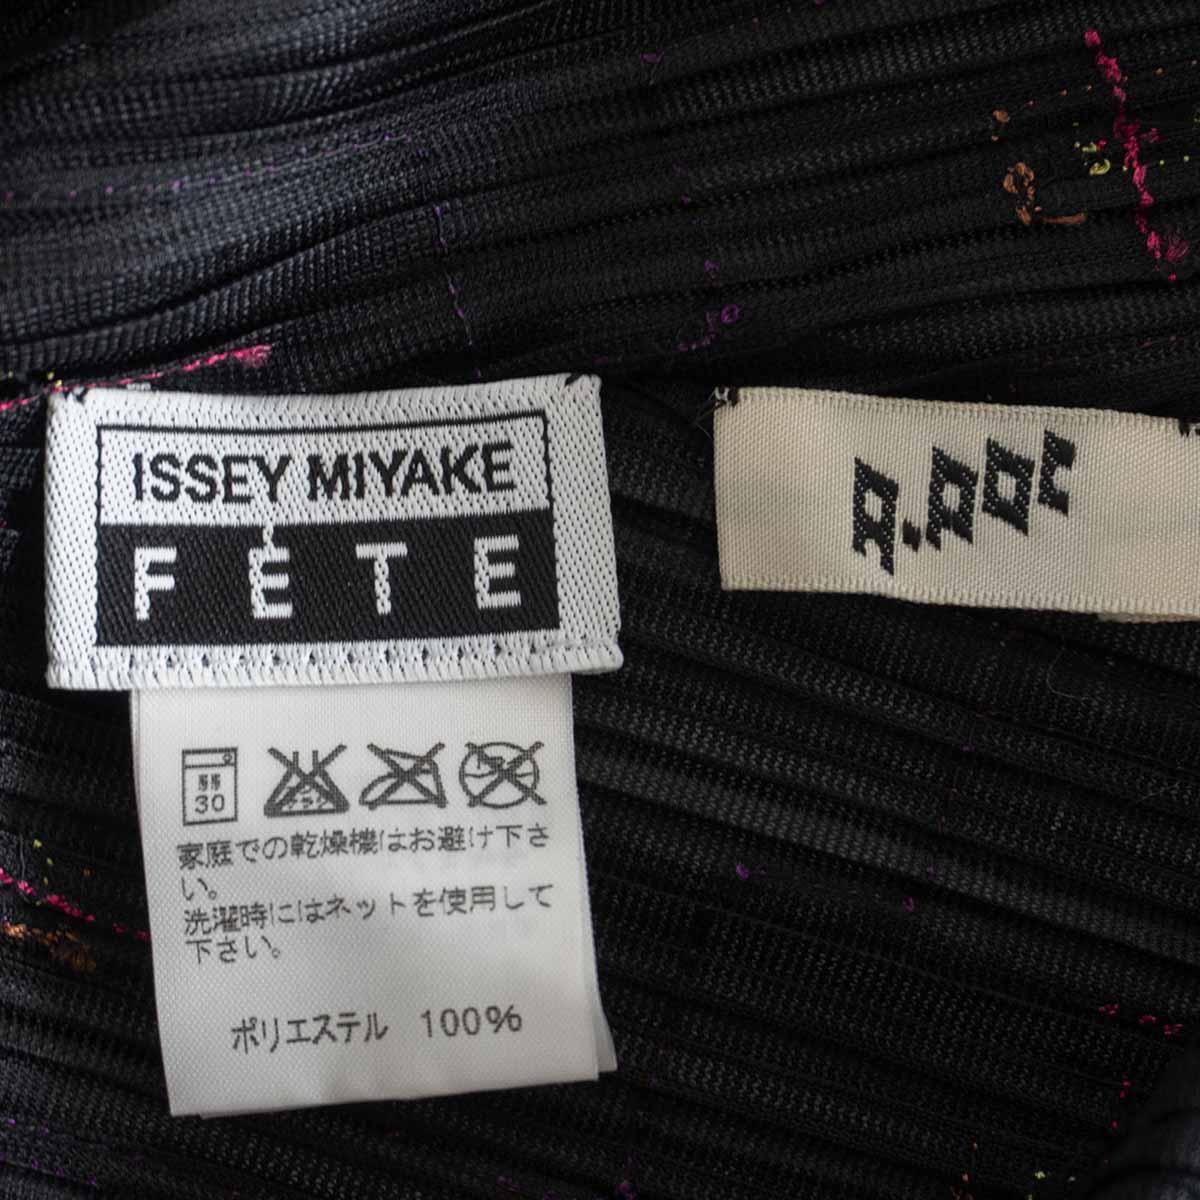 ISSEY MIYAKE
FÊTE
a.poc
弱
30
家庭での乾燥機はお避け下さ
い。
洗濯時にはネットを使用して
下さい。
ポリエステル 100%